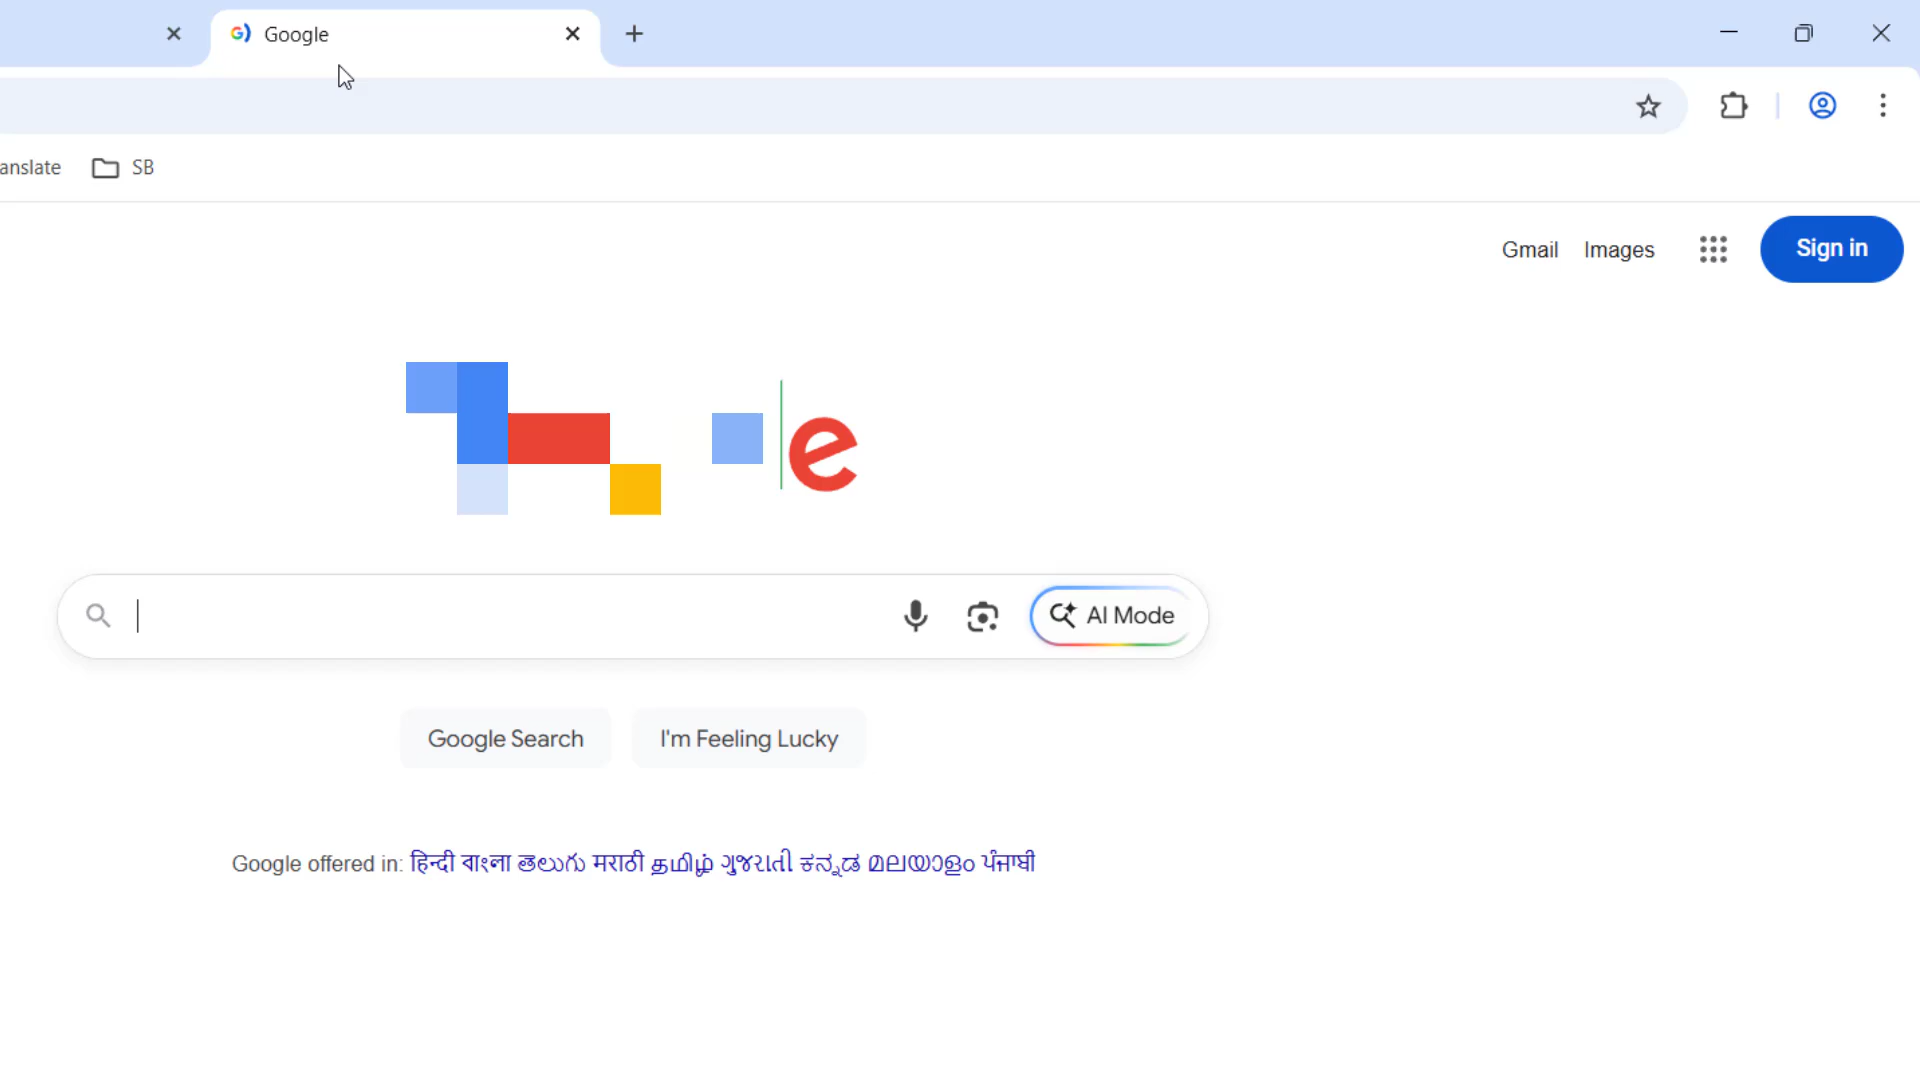 Google
anslate SB
Gmail Images Sign in
e
AI Mode
Google Search I'm Feeling Lucky
Google offered in: हिन्दी বাংলা తెలుగు मराठी தமிழ் ગુજરાતી ಕನ್ನಡ മലയാളം ਪੰਜਾਬੀ